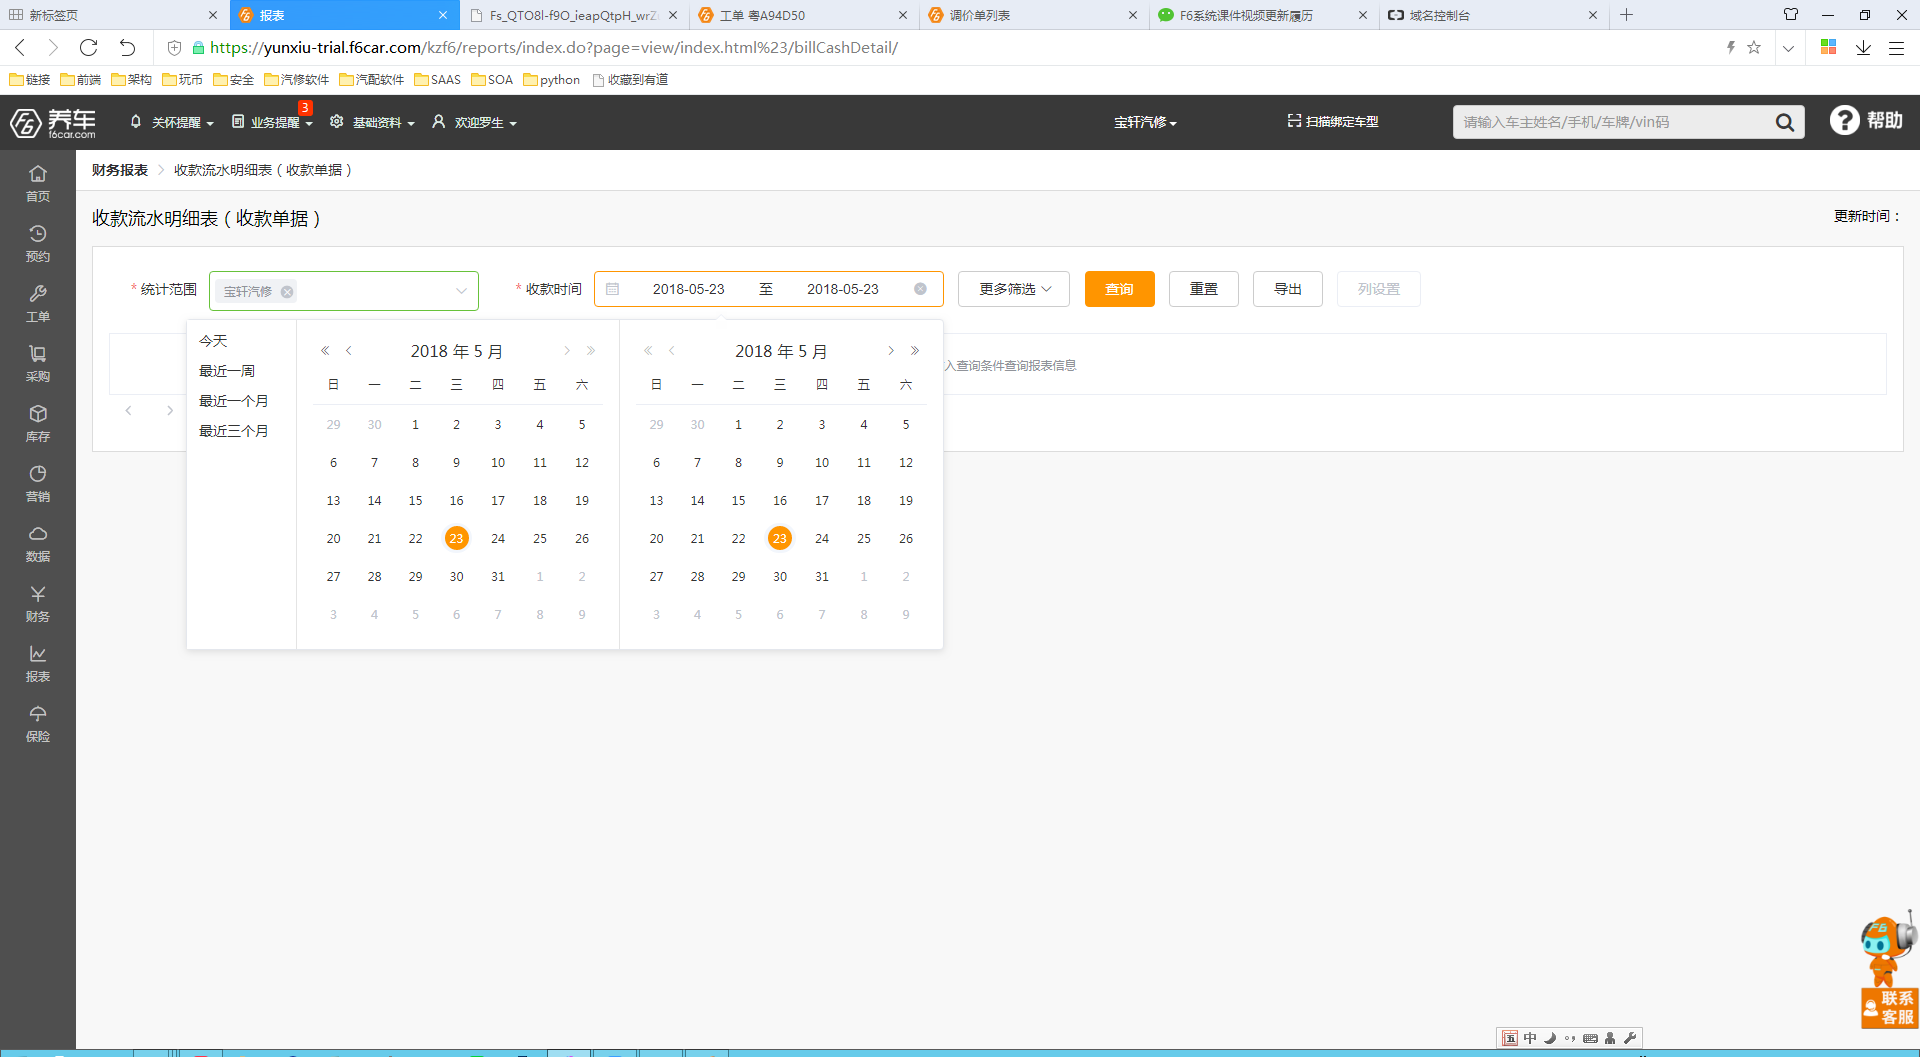 新标签页
报表
Fs_QTO8l-f9O_ieapQtpH_wrZ
工单 粤A94D50
调价单列表
F6系统课件视频更新履历
域名控制台
https://yunxiu-trial.f6car.com/kzf6/reports/index.do?page=view/index.html%23/billCashDetail/
链接 前端 架构 玩币 安全 汽修软件 汽配软件 SAAS SOA python 收藏到有道
养车
f6car.com
关怀提醒
业务提醒
3
基础资料
欢迎罗生
宝轩汽修
扫描绑定车型
请输入车主姓名/手机/车牌/vin码
帮助
首页
预约
工单
采购
库存
营销
数据
财务
报表
保险
财务报表 收款流水明细表（收款单据）
收款流水明细表（收款单据）
更新时间：
* 统计范围 宝轩汽修
* 收款时间 2018-05-23 至 2018-05-23
更多筛选 查询 重置 导出 列设置
入查询条件查询报表信息
今天
最近一周
最近一个月
最近三个月
2018 年 5 月
日 一 二 三 四 五 六
29 30 1 2 3 4 5
6 7 8 9 10 11 12
13 14 15 16 17 18 19
20 21 22 23 24 25 26
27 28 29 30 31 1 2
3 4 5 6 7 8 9
2018 年 5 月
日 一 二 三 四 五 六
29 30 1 2 3 4 5
6 7 8 9 10 11 12
13 14 15 16 17 18 19
20 21 22 23 24 25 26
27 28 29 30 31 1 2
3 4 5 6 7 8 9
F6
联系
客服
五 中